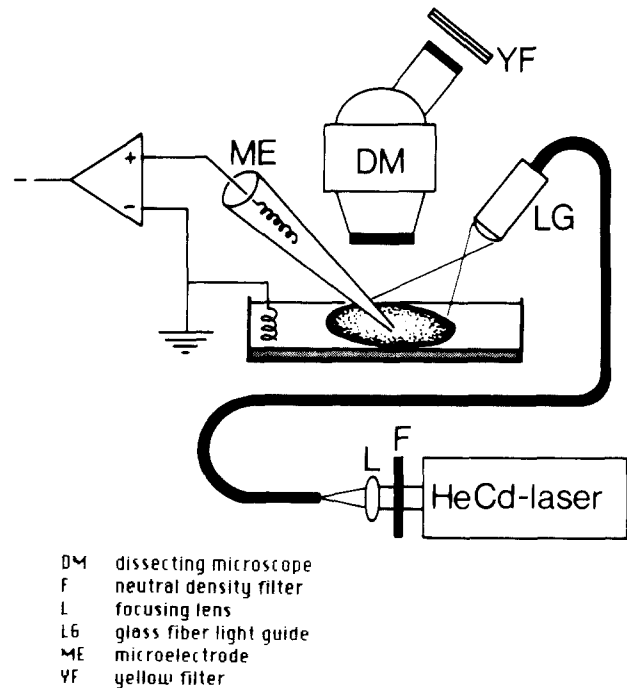 YF
ME
DM
LG
+
-
F
L
HeCd-laser
DM dissecting microscope
F neutral density filter
L focusing lens
LG glass fiber light guide
ME microelectrode
YF yellow filter